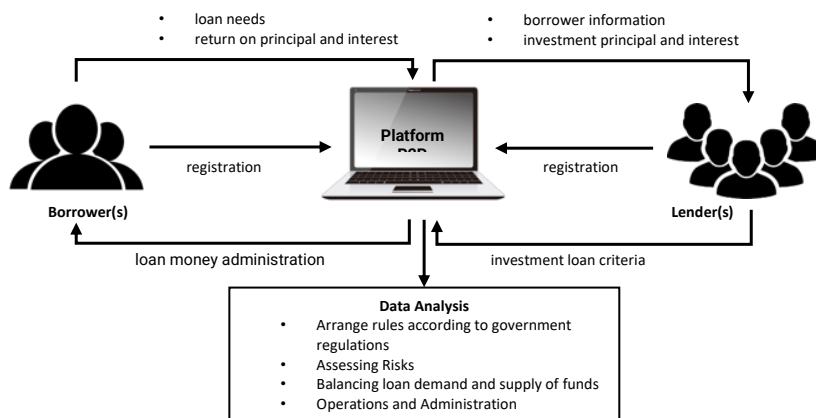 • loan needs
• return on principal and interest
• borrower information
• investment principal and interest
Platform
registration
registration
Borrower(s)
Lender(s)
loan money administration
investment loan criteria
Data Analysis
• Arrange rules according to government
regulations
• Assessing Risks
• Balancing loan demand and supply of funds
• Operations and Administration